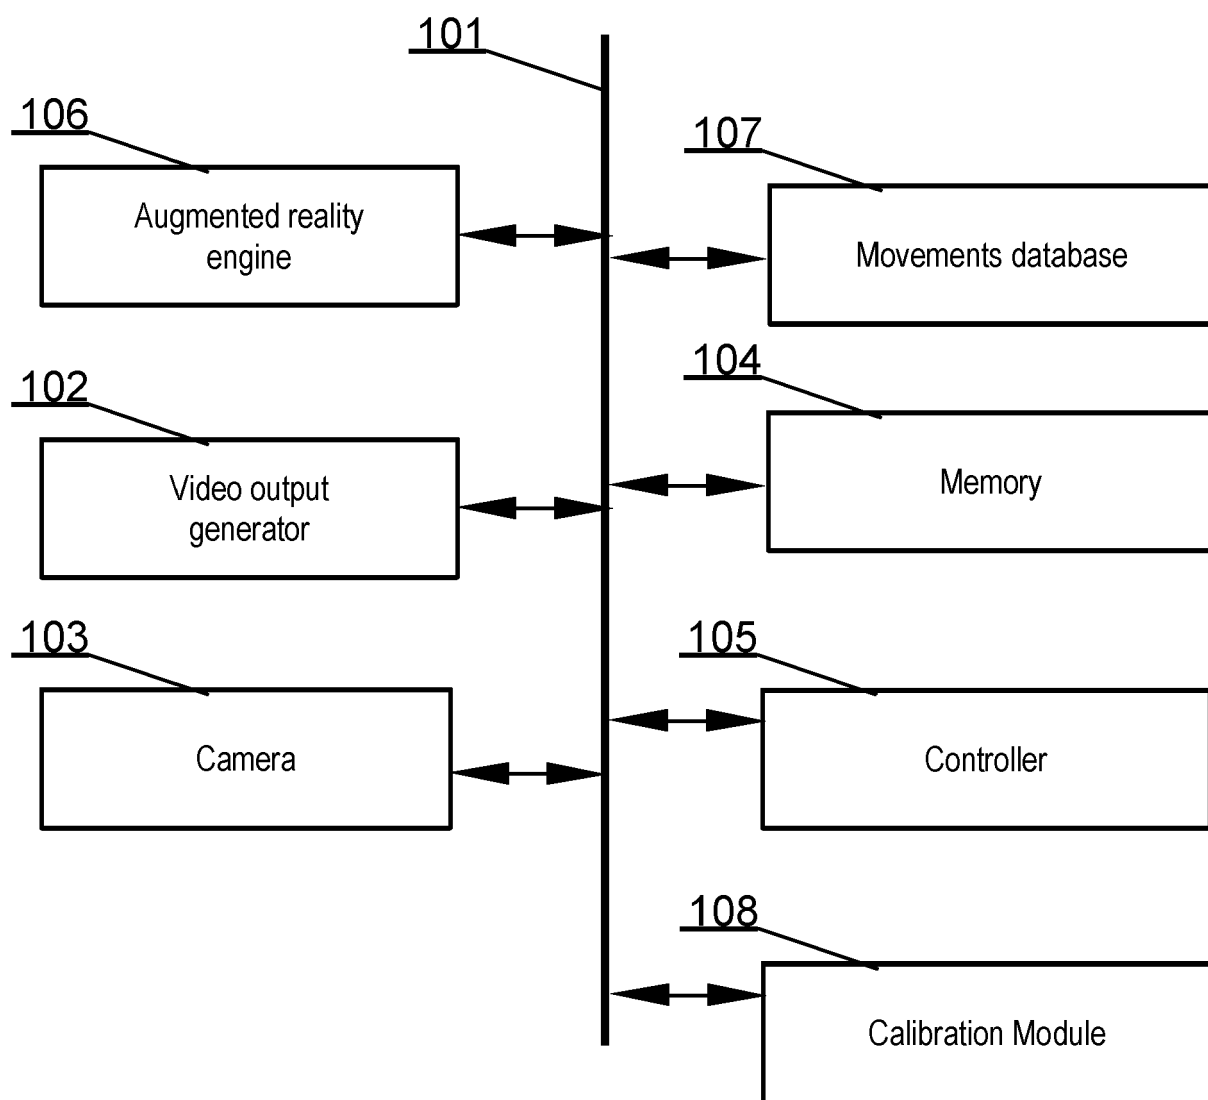 101
106
Augmented reality
engine
107
Movements database
102
Video output
generator
104
Memory
103
Camera
105
Controller
108
Calibration Module